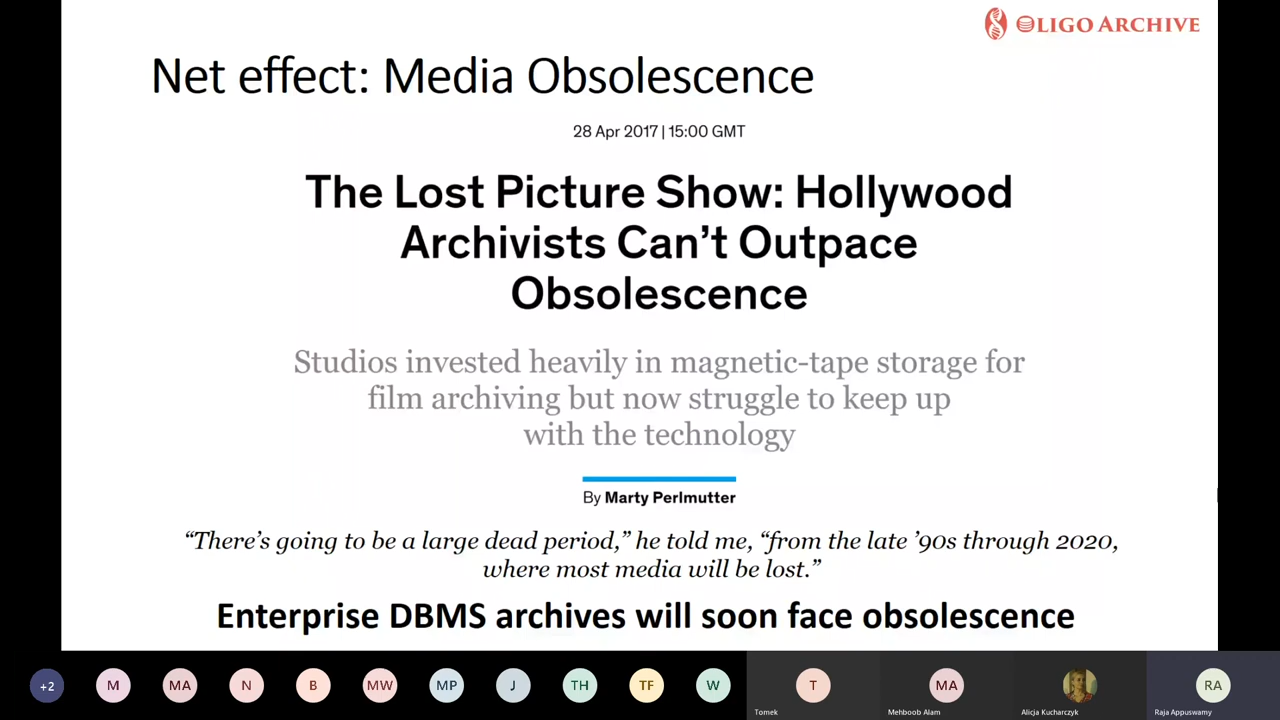 OLIGO ARCHIVE
Net effect: Media Obsolescence
28 Apr 2017 | 15:00 GMT
The Lost Picture Show: Hollywood
Archivists Can’t Outpace
Obsolescence
Studios invested heavily in magnetic-tape storage for
film archiving but now struggle to keep up
with the technology
By Marty Perlmutter
“There’s going to be a large dead period,” he told me, “from the late ’90s through 2020,
where most media will be lost.”
Enterprise DBMS archives will soon face obsolescence
+2 M MA N B MW MP J TH TF W T MA RA
Tomek Mehboob Alam Alicja Kucharczyk Raja Appuswamy